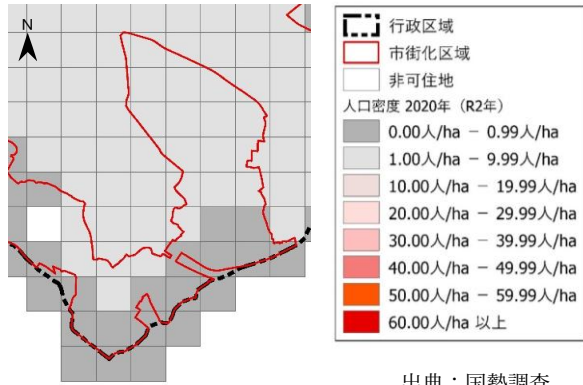 N
行政区域
市街化区域
非可住地
人口密度 2020年（R2年）
0.00人/ha － 0.99人/ha
1.00人/ha － 9.99人/ha
10.00人/ha － 19.99人/ha
20.00人/ha － 29.99人/ha
30.00人/ha － 39.99人/ha
40.00人/ha － 49.99人/ha
50.00人/ha － 59.99人/ha
60.00人/ha 以上
出典：国勢調査